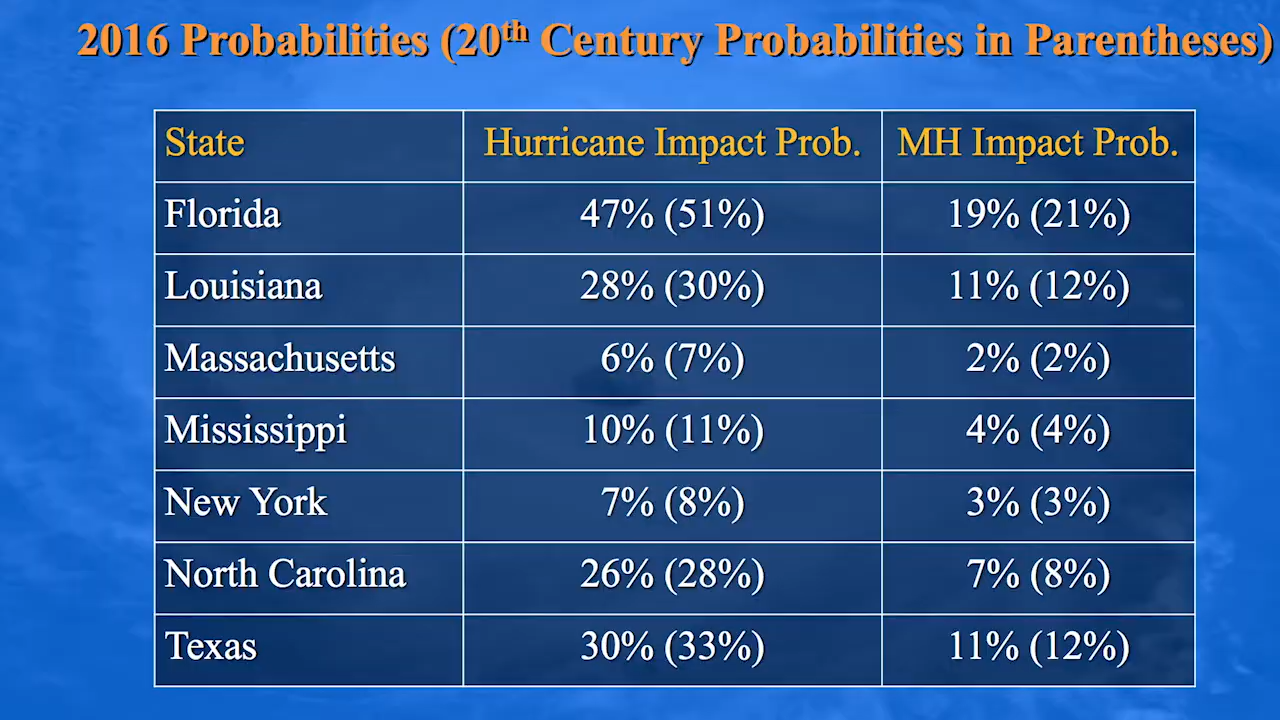 2016 Probabilities (20th Century Probabilities in Parentheses)
State Hurricane Impact Prob. MH Impact Prob.
Florida 47% (51%) 19% (21%)
Louisiana 28% (30%) 11% (12%)
Massachusetts 6% (7%) 2% (2%)
Mississippi 10% (11%) 4% (4%)
New York 7% (8%) 3% (3%)
North Carolina 26% (28%) 7% (8%)
Texas 30% (33%) 11% (12%)